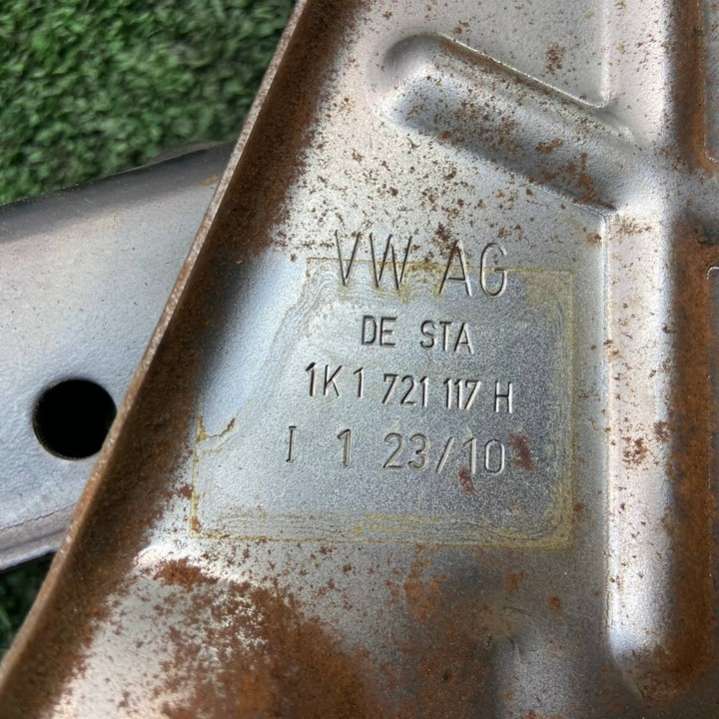 VW AG
DE STA
1K1 721 117 H
I 1 23/10